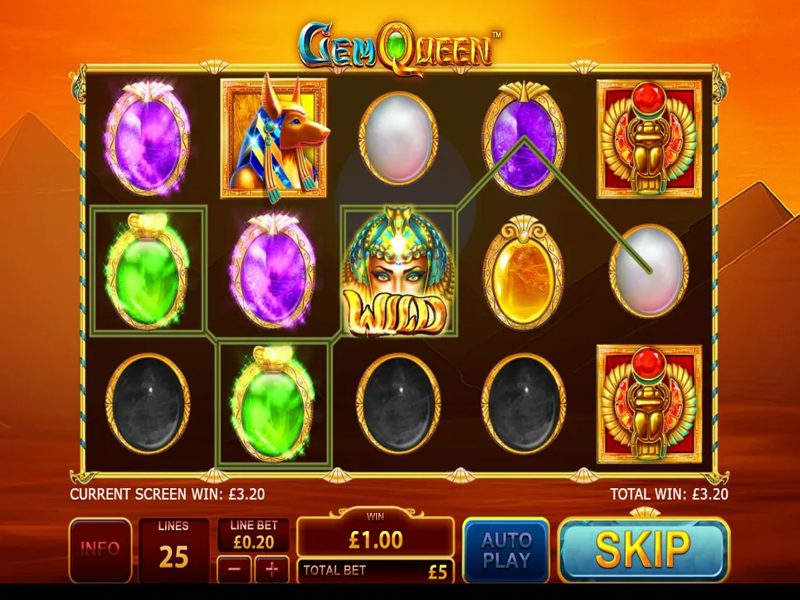 GEM QUEEN™
WILD
CURRENT SCREEN WIN: £3.20
TOTAL WIN: £3.20
INFO
LINES
25
LINE BET
£0.20
− +
WIN
£1.00
TOTAL BET £5
AUTO
PLAY
SKIP